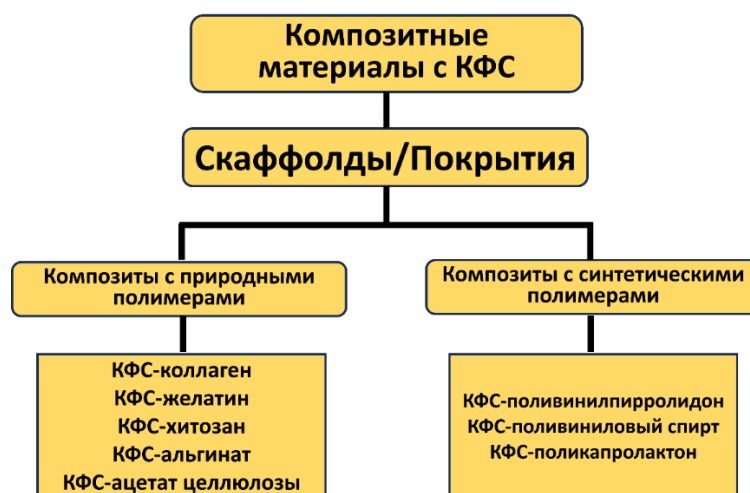 Композитные
материалы с КФС
Скаффолды/Покрытия
Композиты с природными
полимерами
Композиты с синтетическими
полимерами
КФС-коллаген
КФС-желатин
КФС-хитозан
КФС-альгинат
КФС-ацетат целлюлозы
КФС-поливинилпирролидон
КФС-поливиниловый спирт
КФС-поликапролактон